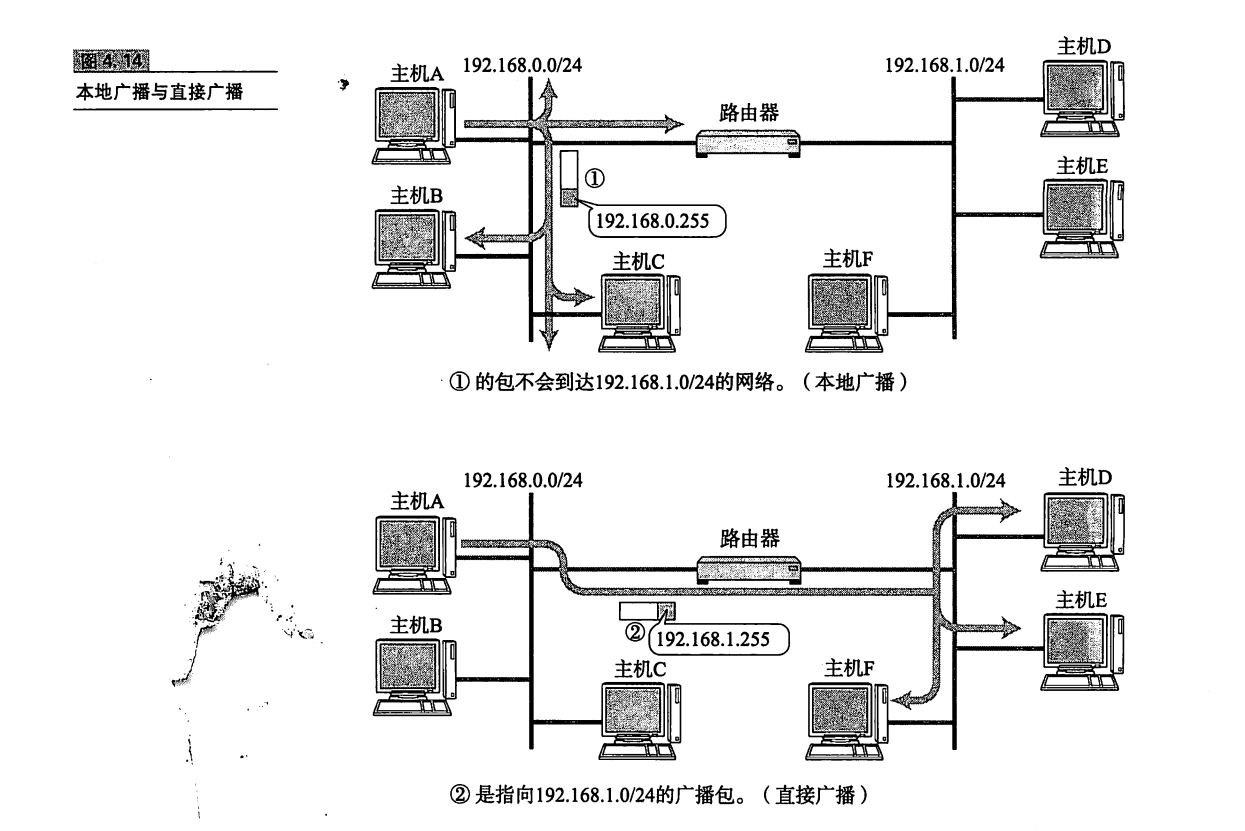 图 4.14
本地广播与直接广播
192.168.0.0/24
192.168.1.0/24
主机A
主机D
路由器
主机B
主机E
①
192.168.0.255
主机C
主机F
① 的包不会到达192.168.1.0/24的网络。（本地广播）
192.168.0.0/24
192.168.1.0/24
主机A
主机D
路由器
主机B
主机E
②
192.168.1.255
主机C
主机F
② 是指向192.168.1.0/24的广播包。（直接广播）